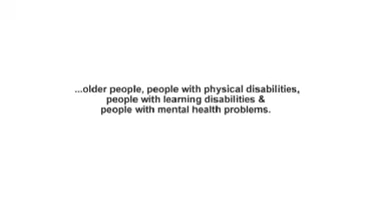 ...older people, people with physical disabilities,
people with learning disabilities &
people with mental health problems.